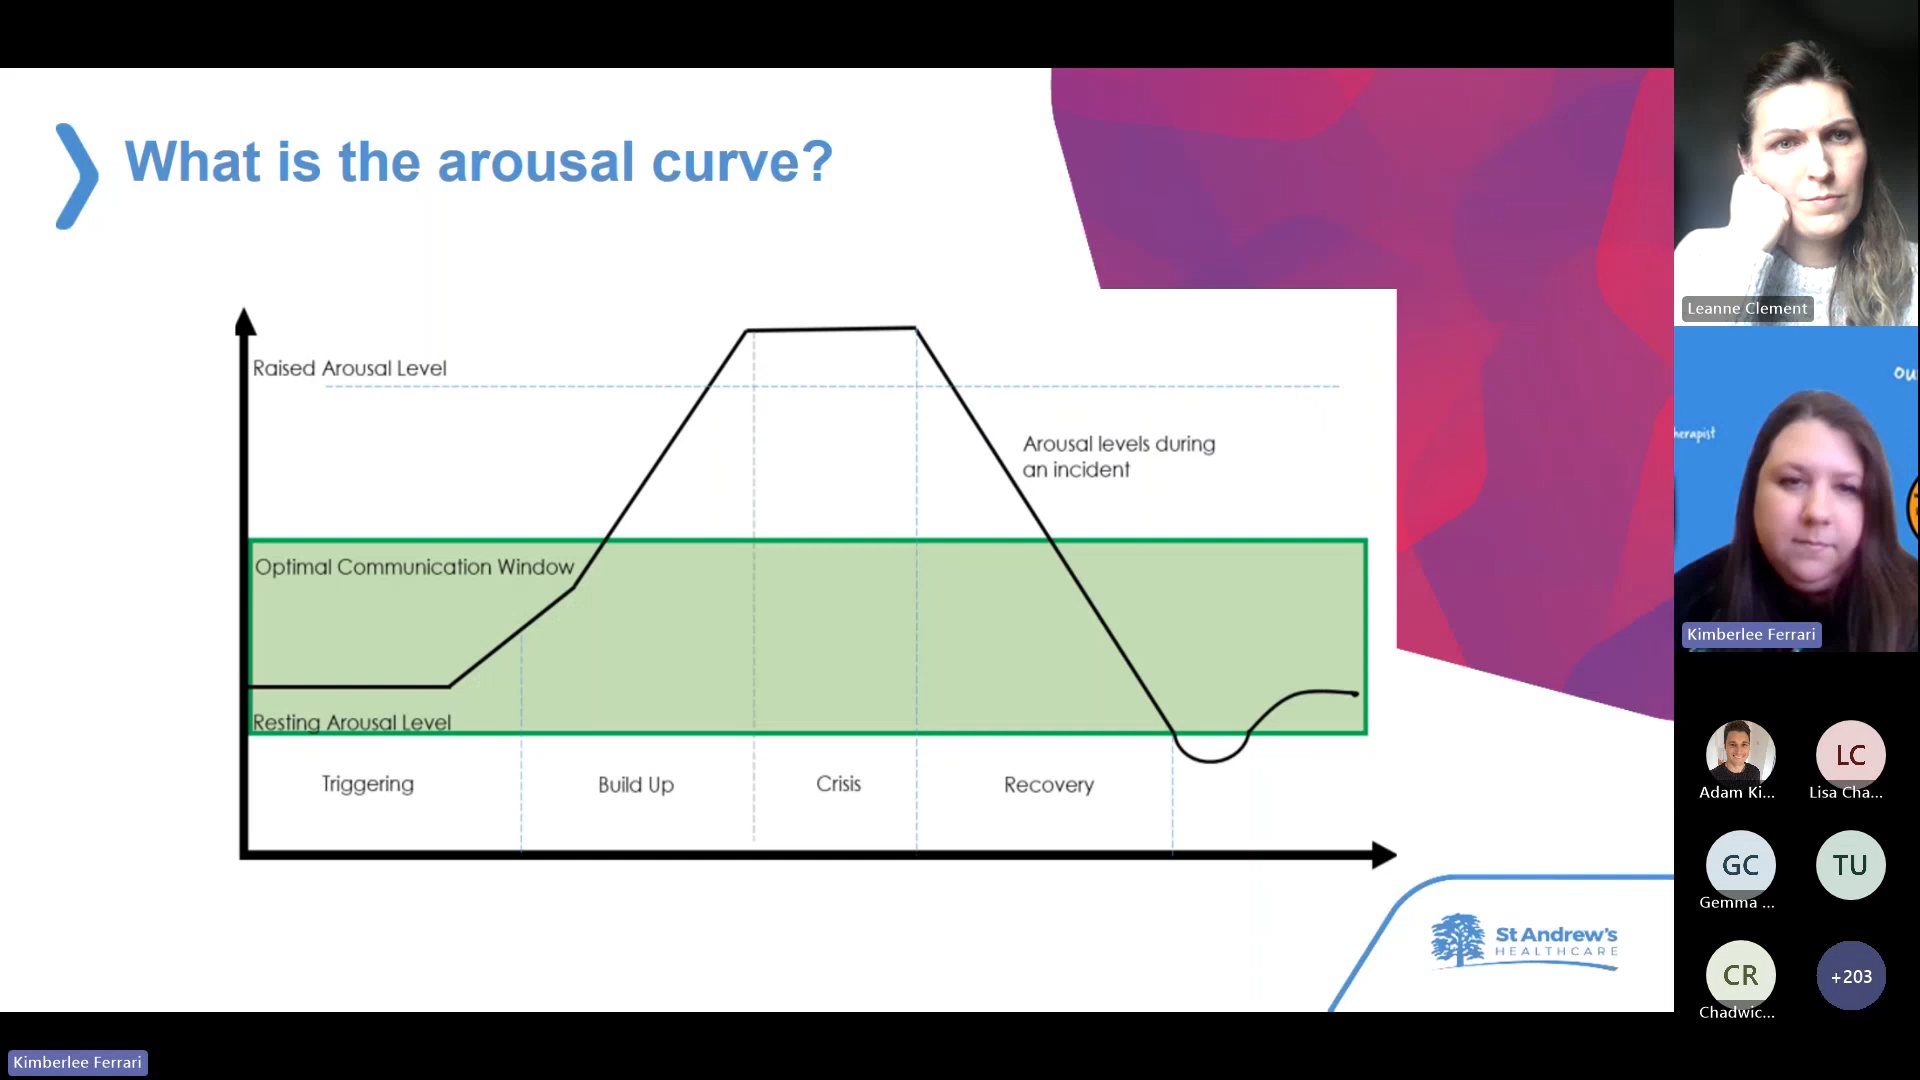 What is the arousal curve?
Raised Arousal Level
Arousal levels during
an incident
Optimal Communication Window
Resting Arousal Level
Triggering
Build Up
Crisis
Recovery
St Andrew's
HEALTHCARE
Leanne Clement
ou
herapist
Kimberlee Ferrari
Adam Ki...
LC
Lisa Cha...
GC
Gemma ...
TU
CR
Chadwic...
+203
Kimberlee Ferrari